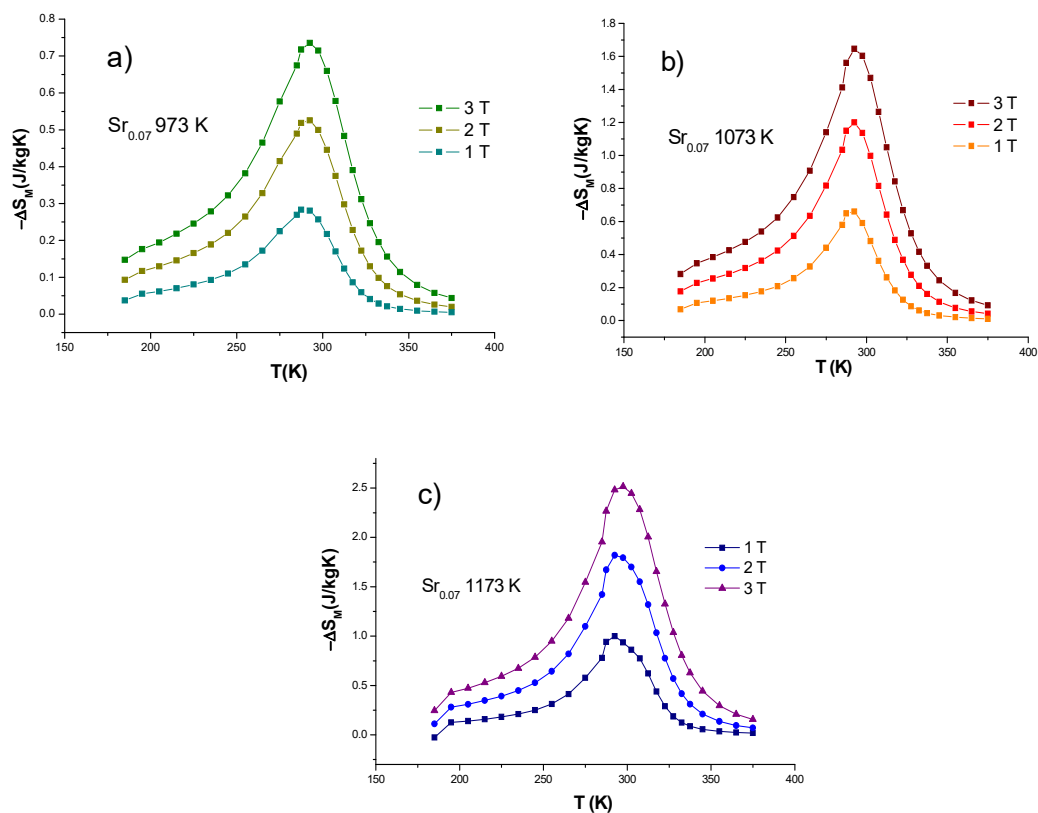 a)
Sr0.07 973 K
3 T
2 T
1 T
−ΔSM(J/kgK)
0.8
0.7
0.6
0.5
0.4
0.3
0.2
0.1
0.0
150 200 250 300 350 400
T(K)
b)
Sr0.07 1073 K
3 T
2 T
1 T
−ΔSM(J/kgK)
1.8
1.6
1.4
1.2
1.0
0.8
0.6
0.4
0.2
0.0
150 200 250 300 350 400
T (K)
c)
Sr0.07 1173 K
1 T
2 T
3 T
−ΔSM(J/kgK)
2.5
2.0
1.5
1.0
0.5
0.0
150 200 250 300 350 400
T (K)